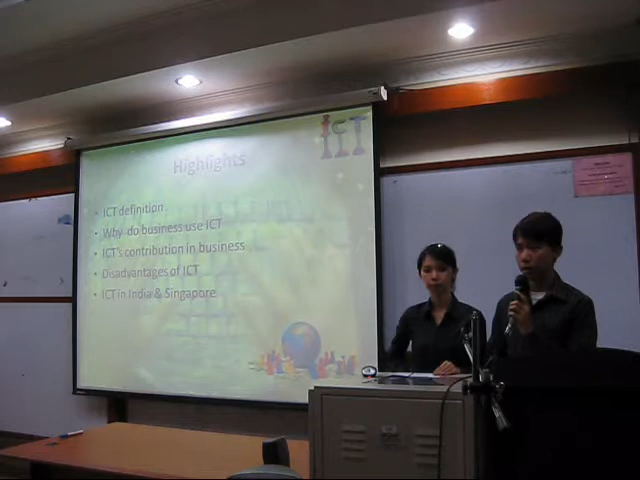 ICT
Highlights
• ICT definition
• Why do business use ICT
• ICT's contribution in business
• Disadvantages of ICT
• ICT in India & Singapore